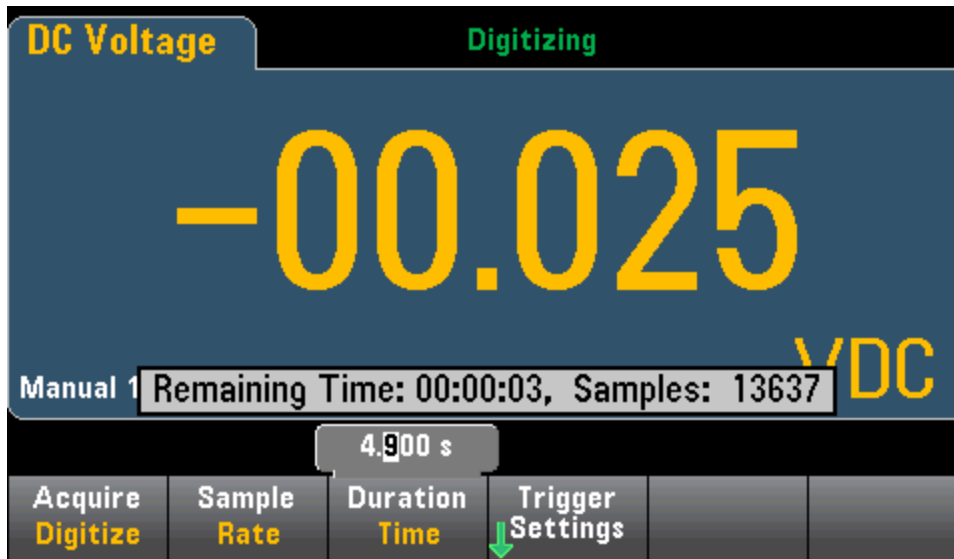 DC Voltage
Digitizing
-00.025
VDC
Manual 1
Remaining Time: 00:00:03, Samples: 13637
4.900 s
Acquire
Digitize
Sample
Rate
Duration
Time
Trigger
Settings